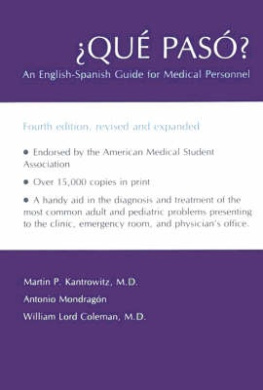 ¿QUÉ PASÓ?
An English-Spanish Guide for Medical Personnel
Fourth edition, revised and expanded
● Endorsed by the American Medical Student
Association
● Over 15,000 copies in print
● A handy aid in the diagnosis and treatment of the
most common adult and pediatric problems presenting
to the clinic, emergency room, and physician's office.
Martin P. Kantrowitz, M.D.
Antonio Mondragón
William Lord Coleman, M.D.